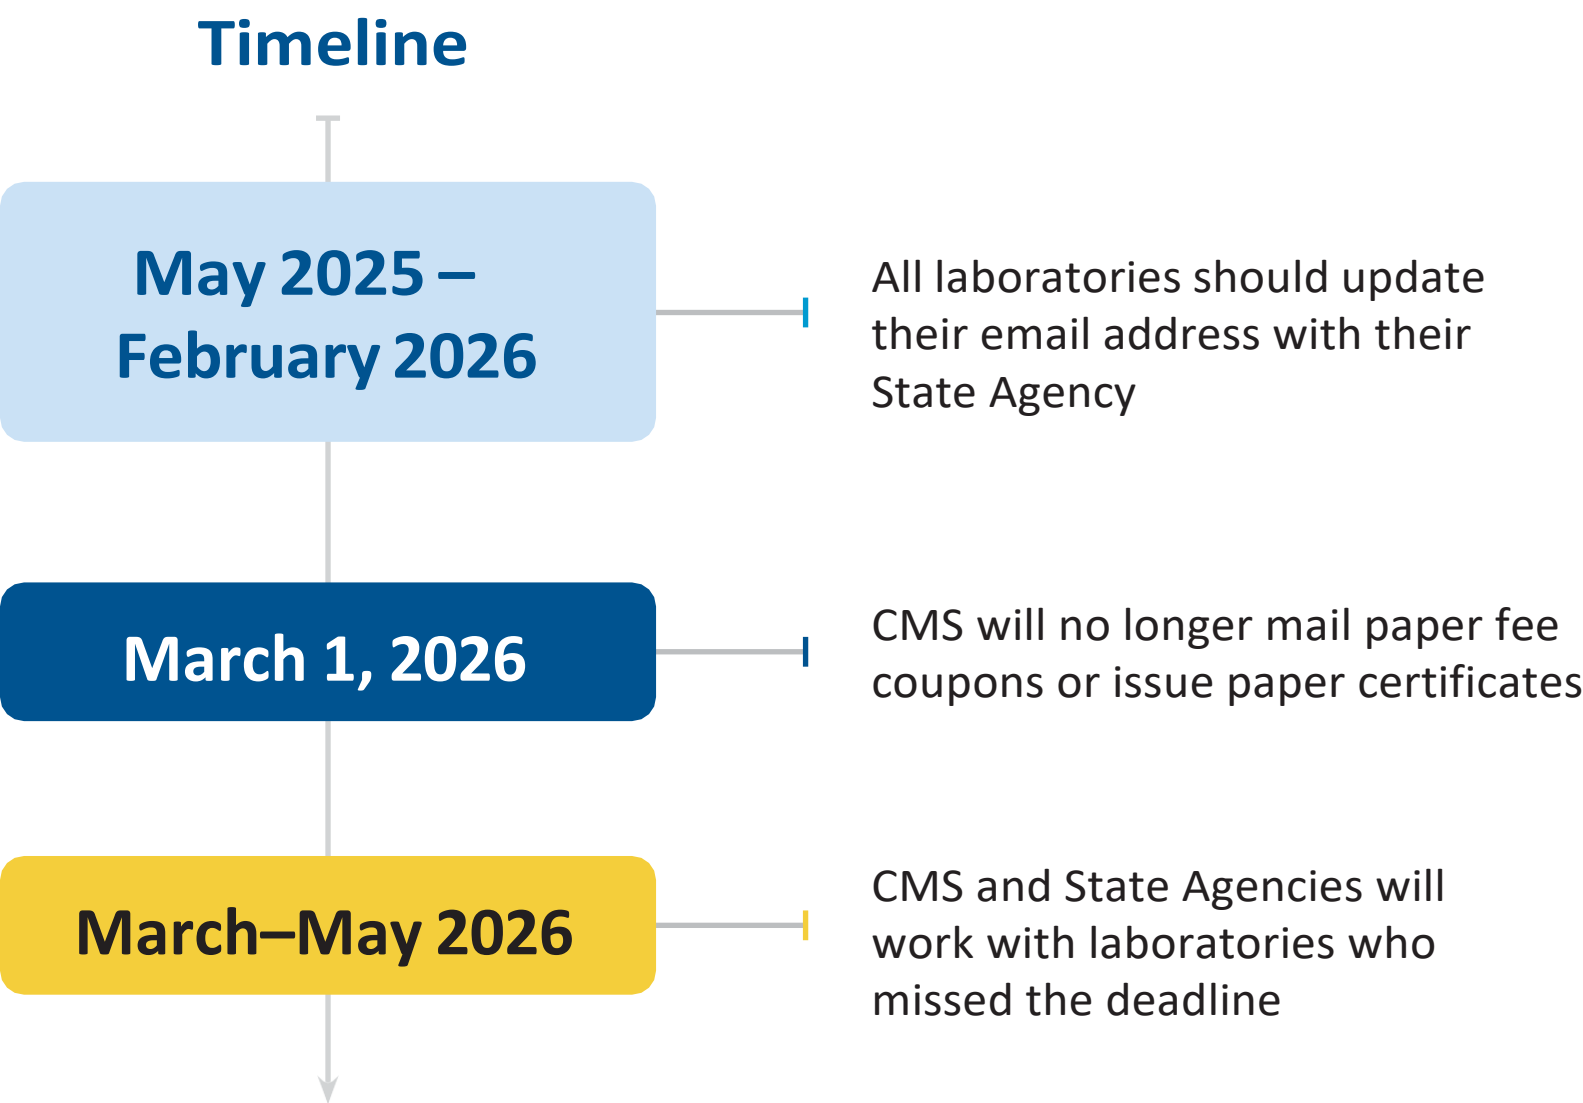 Timeline
May 2025 –
February 2026
All laboratories should update
their email address with their
State Agency
March 1, 2026
CMS will no longer mail paper fee
coupons or issue paper certificates
March–May 2026
CMS and State Agencies will
work with laboratories who
missed the deadline